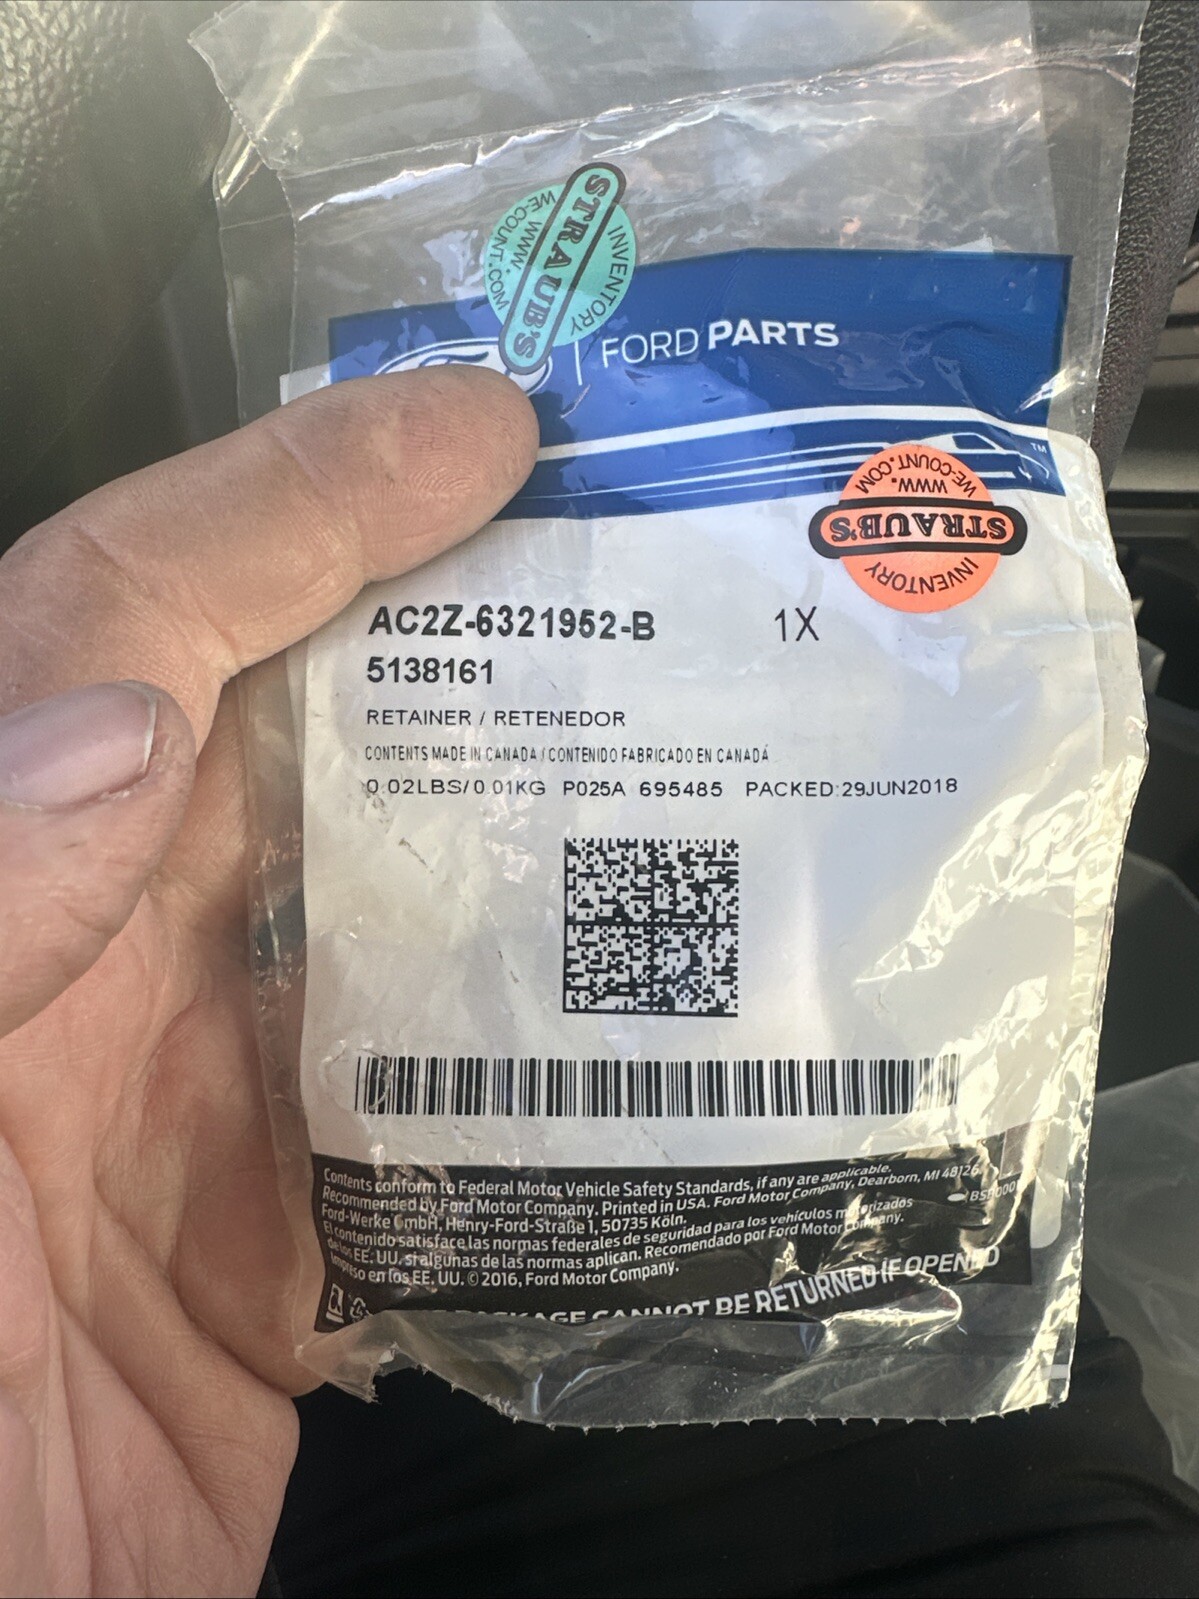 STRAUB'S
INVENTORY
WWW.
WE-COUNT.COM
FORD PARTS
TM
WE-COUNT.COM
WWW.
STRAUB'S
INVENTORY
AC2Z-6321952-B 1X
5138161
RETAINER / RETENEDOR
CONTENTS MADE IN CANADA / CONTENIDO FABRICADO EN CANADÁ
0.02LBS/0.01KG P025A 695485 PACKED:29JUN2018
Contents conform to Federal Motor Vehicle Safety Standards, if any are applicable.
Recommended by Ford Motor Company. Printed in USA. Ford Motor Company, Dearborn, MI 48126.
Ford-Werke GmbH, Henry-Ford-Straße 1, 50735 Köln.
El contenido satisface las normas federales de seguridad para los vehículos motorizados
de los EE. UU. si algunas de las normas aplican. Recomendado por Ford Motor Company.
Impreso en los EE. UU. © 2016, Ford Motor Company.
PACKAGE CANNOT BE RETURNED IF OPENED